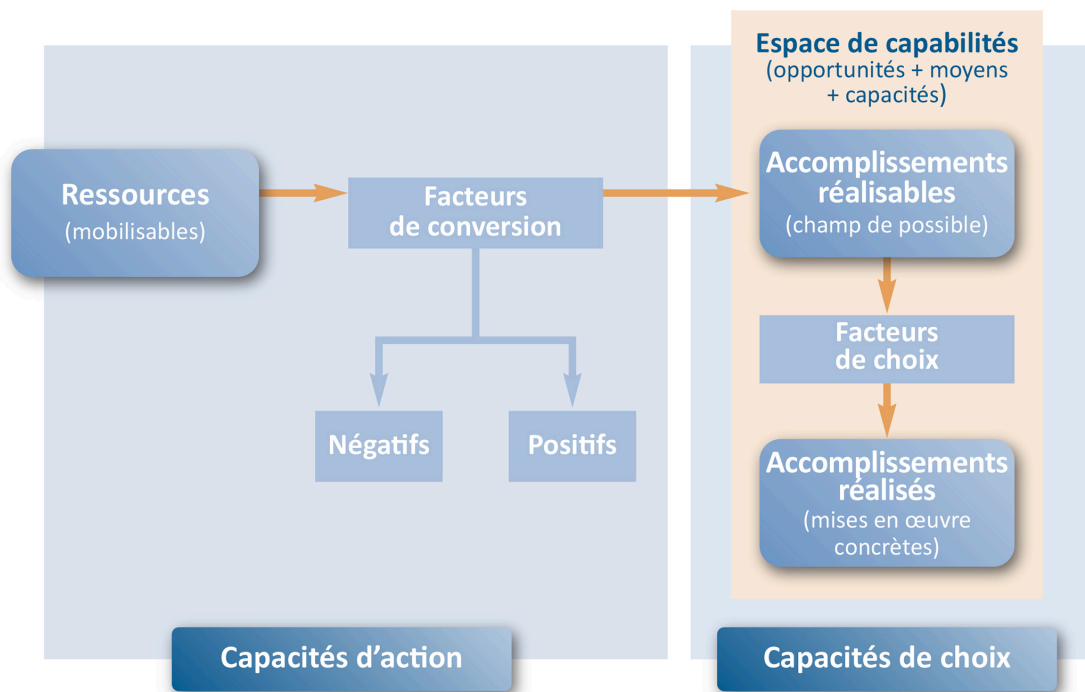 Espace de capabilités
(opportunités + moyens
+ capacités)
Ressources
(mobilisables)
Facteurs
de conversion
Accomplissements
réalisables
(champ de possible)
Facteurs
de choix
Négatifs
Positifs
Accomplissements
réalisés
(mises en œuvre
concrètes)
Capacités d’action
Capacités de choix